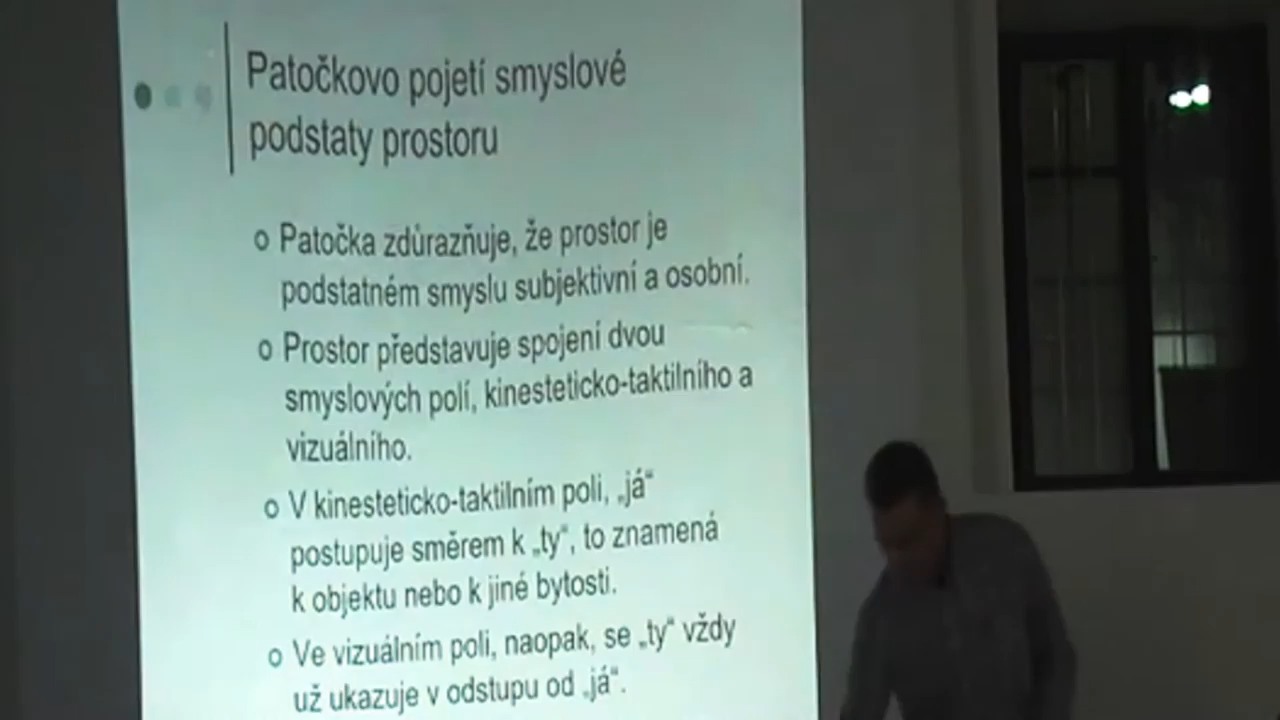 Patočkovo pojetí smyslové
podstaty prostoru
Patočka zdůrazňuje, že prostor je
podstatném smyslu subjektivní a osobní.
Prostor představuje spojení dvou
smyslových polí, kinesteticko-taktilního a
vizuálního.
V kinesteticko-taktilním poli, „já“
postupuje směrem k „ty“, to znamená
k objektu nebo k jiné bytosti.
Ve vizuálním poli, naopak, se „ty“ vždy
už ukazuje v odstupu od „já“.